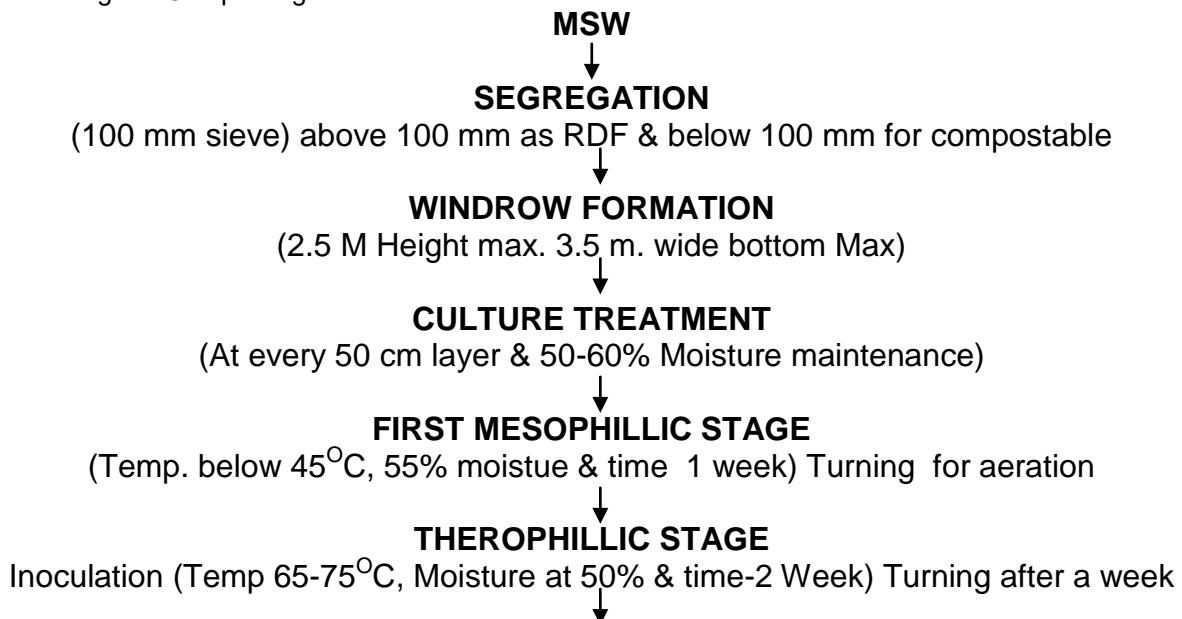 MSW
SEGREGATION
(100 mm sieve) above 100 mm as RDF & below 100 mm for compostable
WINDROW FORMATION
(2.5 M Height max. 3.5 m. wide bottom Max)
CULTURE TREATMENT
(At every 50 cm layer & 50-60% Moisture maintenance)
FIRST MESOPHILLIC STAGE
(Temp. below 45°C, 55% moistue & time 1 week) Turning for aeration
THEROPHILLIC STAGE
Inoculation (Temp 65-75°C, Moisture at 50% & time-2 Week) Turning after a week